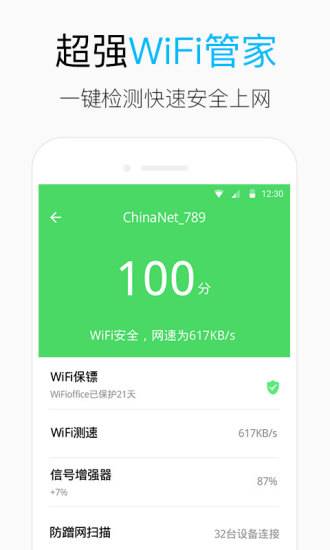 超强WiFi管家
一键检测快速安全上网
12:30
ChinaNet_789
100分
WiFi安全，网速为617KB/s
WiFi保镖
WiFioffice已保护21天
WiFi测速
617KB/s
信号增强器
+7%
87%
防蹭网扫描
32台设备连接